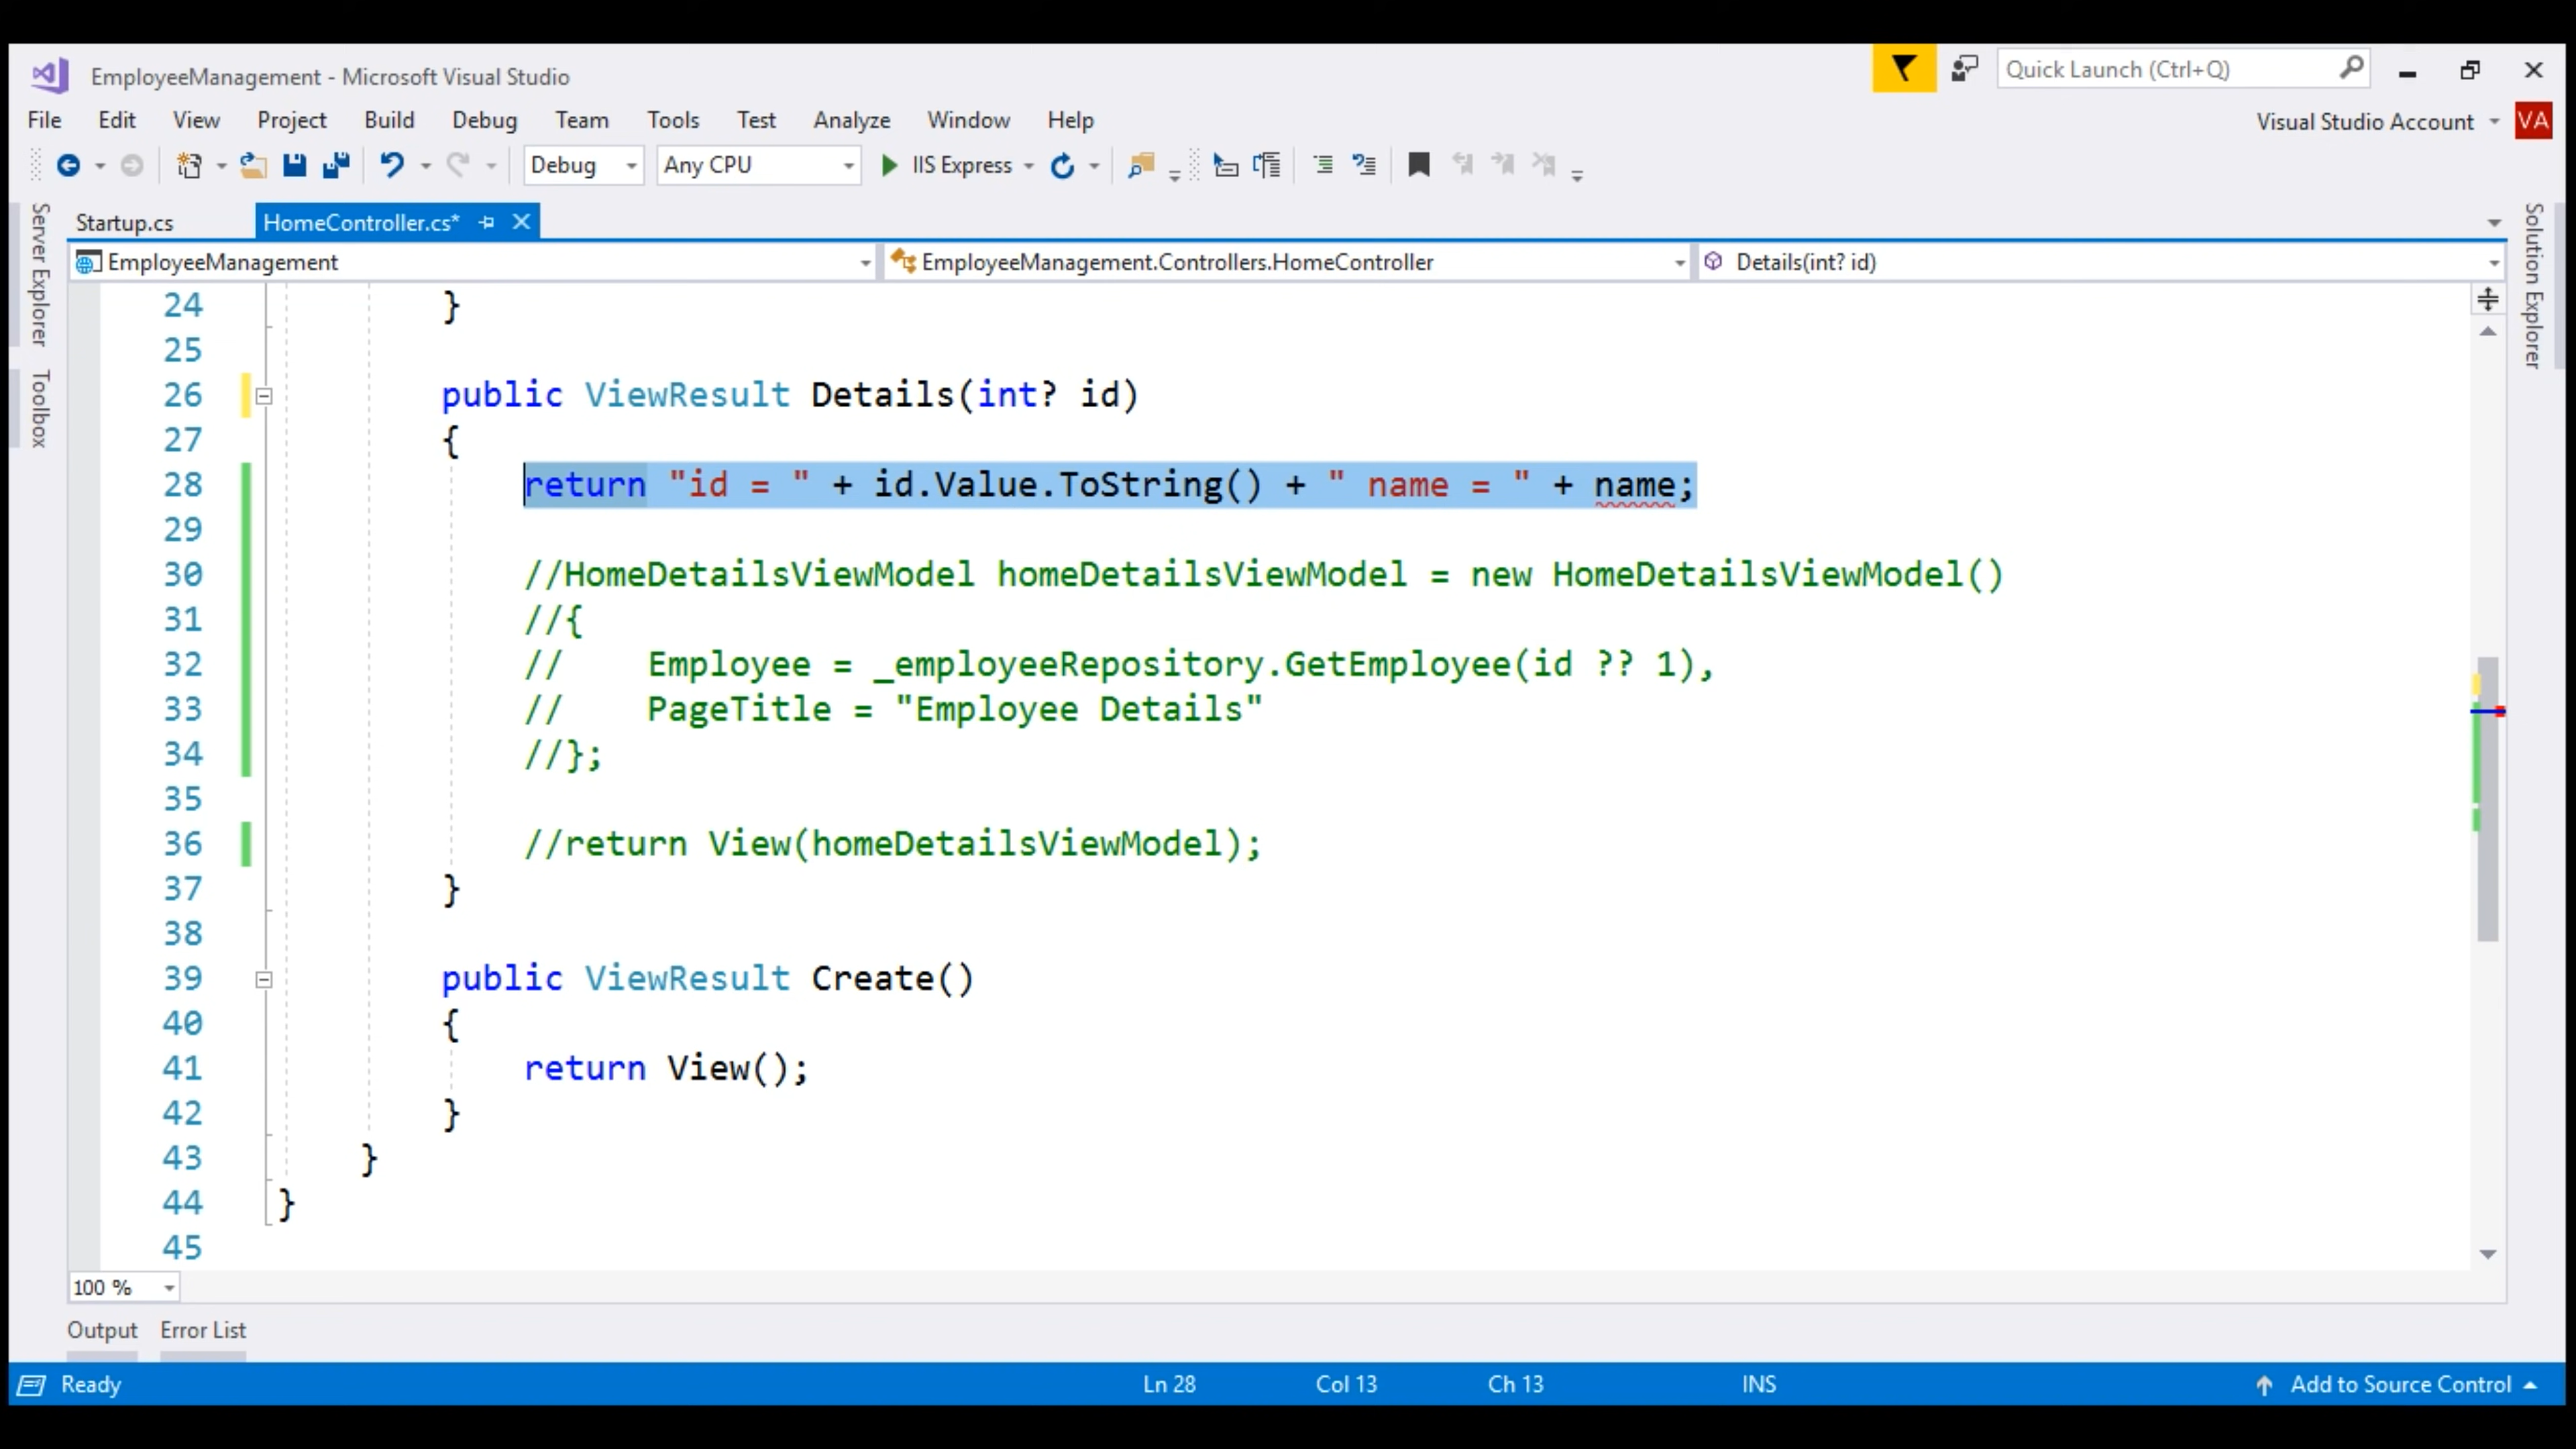 EmployeeManagement - Microsoft Visual Studio
Quick Launch (Ctrl+Q)
File Edit View Project Build Debug Team Tools Test Analyze Window Help
Visual Studio Account VA
Debug Any CPU IIS Express
Server Explorer
Toolbox
Solution Explorer
Startup.cs HomeController.cs*
EmployeeManagement EmployeeManagement.Controllers.HomeController Details(int? id)
24 }
25
26 public ViewResult Details(int? id)
27 {
28 return "id = " + id.Value.ToString() + " name = " + name;
29
30 //HomeDetailsViewModel homeDetailsViewModel = new HomeDetailsViewModel()
31 //{
32 // Employee = _employeeRepository.GetEmployee(id ?? 1),
33 // PageTitle = "Employee Details"
34 //};
35
36 //return View(homeDetailsViewModel);
37 }
38
39 public ViewResult Create()
40 {
41 return View();
42 }
43 }
44 }
45
100 %
Output Error List
Ready Ln 28 Col 13 Ch 13 INS Add to Source Control